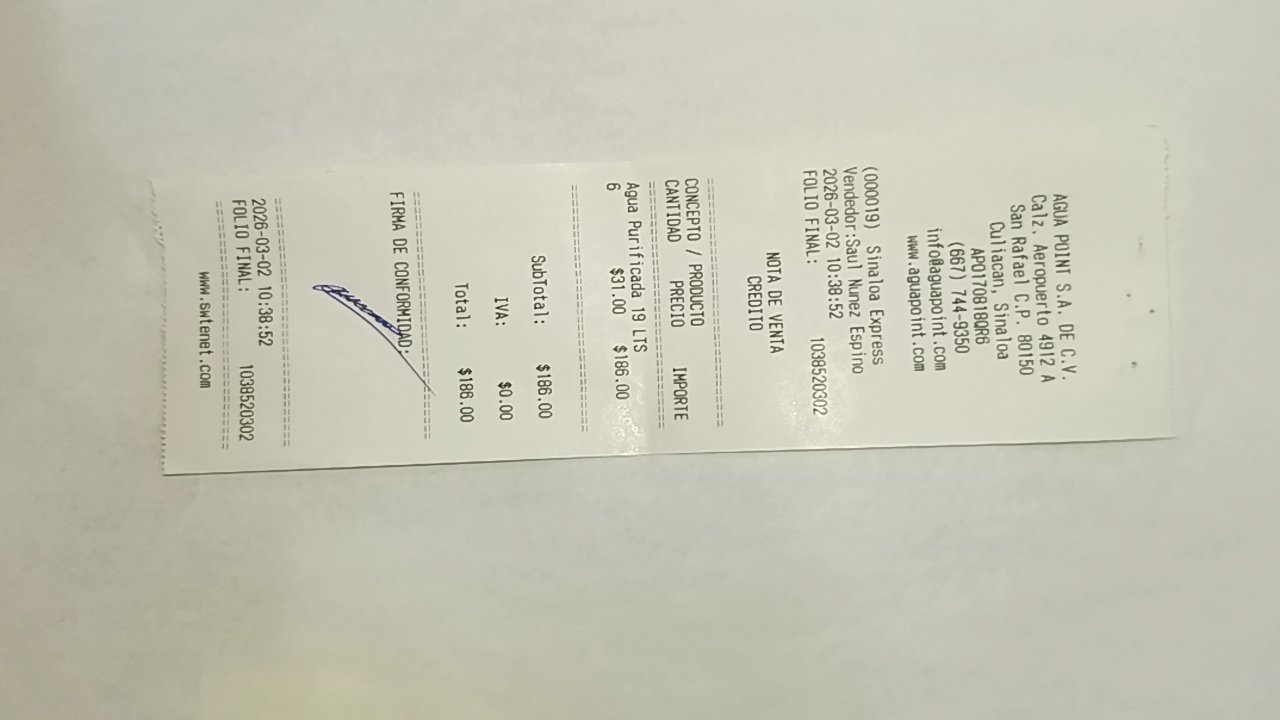 AGUA POINT S.A. DE C.V.
Calz. Aeropuerto 4912 A
San Rafael C.P. 80150
Culiacan, Sinaloa
APO170818QR6
(667) 744-9350
info@aguapoint.com
www.aguapoint.com
(000019) Sinaloa Express
Vendedor:Saul Nunez Espino
2026-03-02 10:38:52
FOLIO FINAL: 1038520302
NOTA DE VENTA
CREDITO
CONCEPTO / PRODUCTO
CANTIDAD PRECIO IMPORTE
Agua Purificada 19 LTS
6 $31.00 $186.00
SubTotal: $186.00
IVA: $0.00
Total: $186.00
FIRMA DE CONFORMIDAD:
2026-03-02 10:38:52
FOLIO FINAL: 1038520302
www.swtenet.com